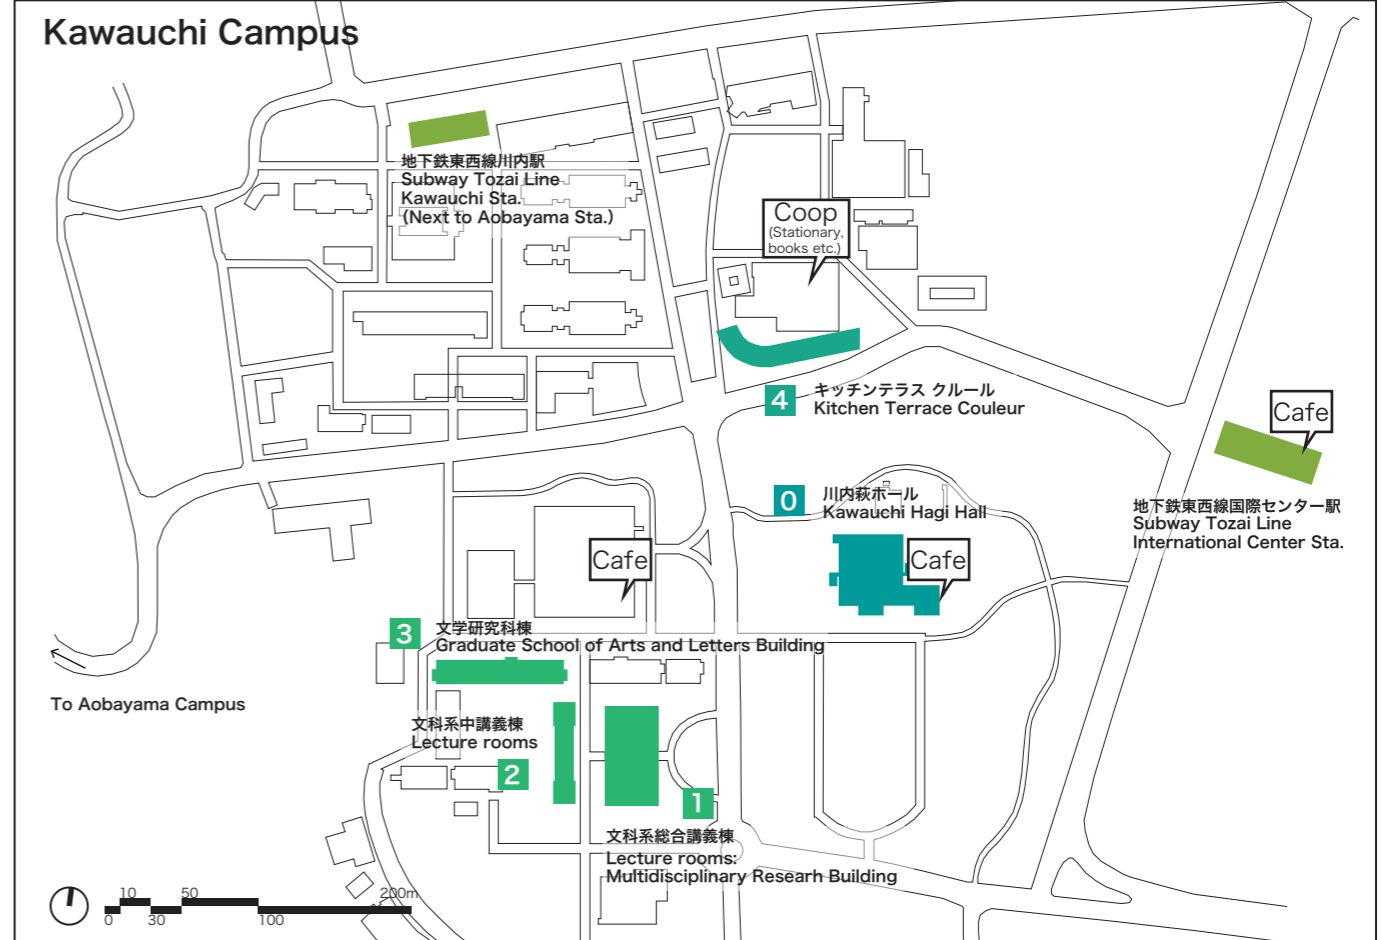 Kawauchi Campus
地下鉄東西線川内駅
Subway Tozai Line
Kawauchi Sta.
(Next to Aobayama Sta.)
Coop
(Stationary,
books etc.)
4
キッチンテラス クルール
Kitchen Terrace Couleur
Cafe
地下鉄東西線国際センター駅
Subway Tozai Line
International Center Sta.
0
川内萩ホール
Kawauchi Hagi Hall
Cafe
Cafe
3
文学研究科棟
Graduate School of Arts and Letters Building
To Aobayama Campus
文科系中講義棟
Lecture rooms
2
1
文科系総合講義棟
Lecture rooms:
Multidisciplinary Researh Building
10 50 200m
0 30 100